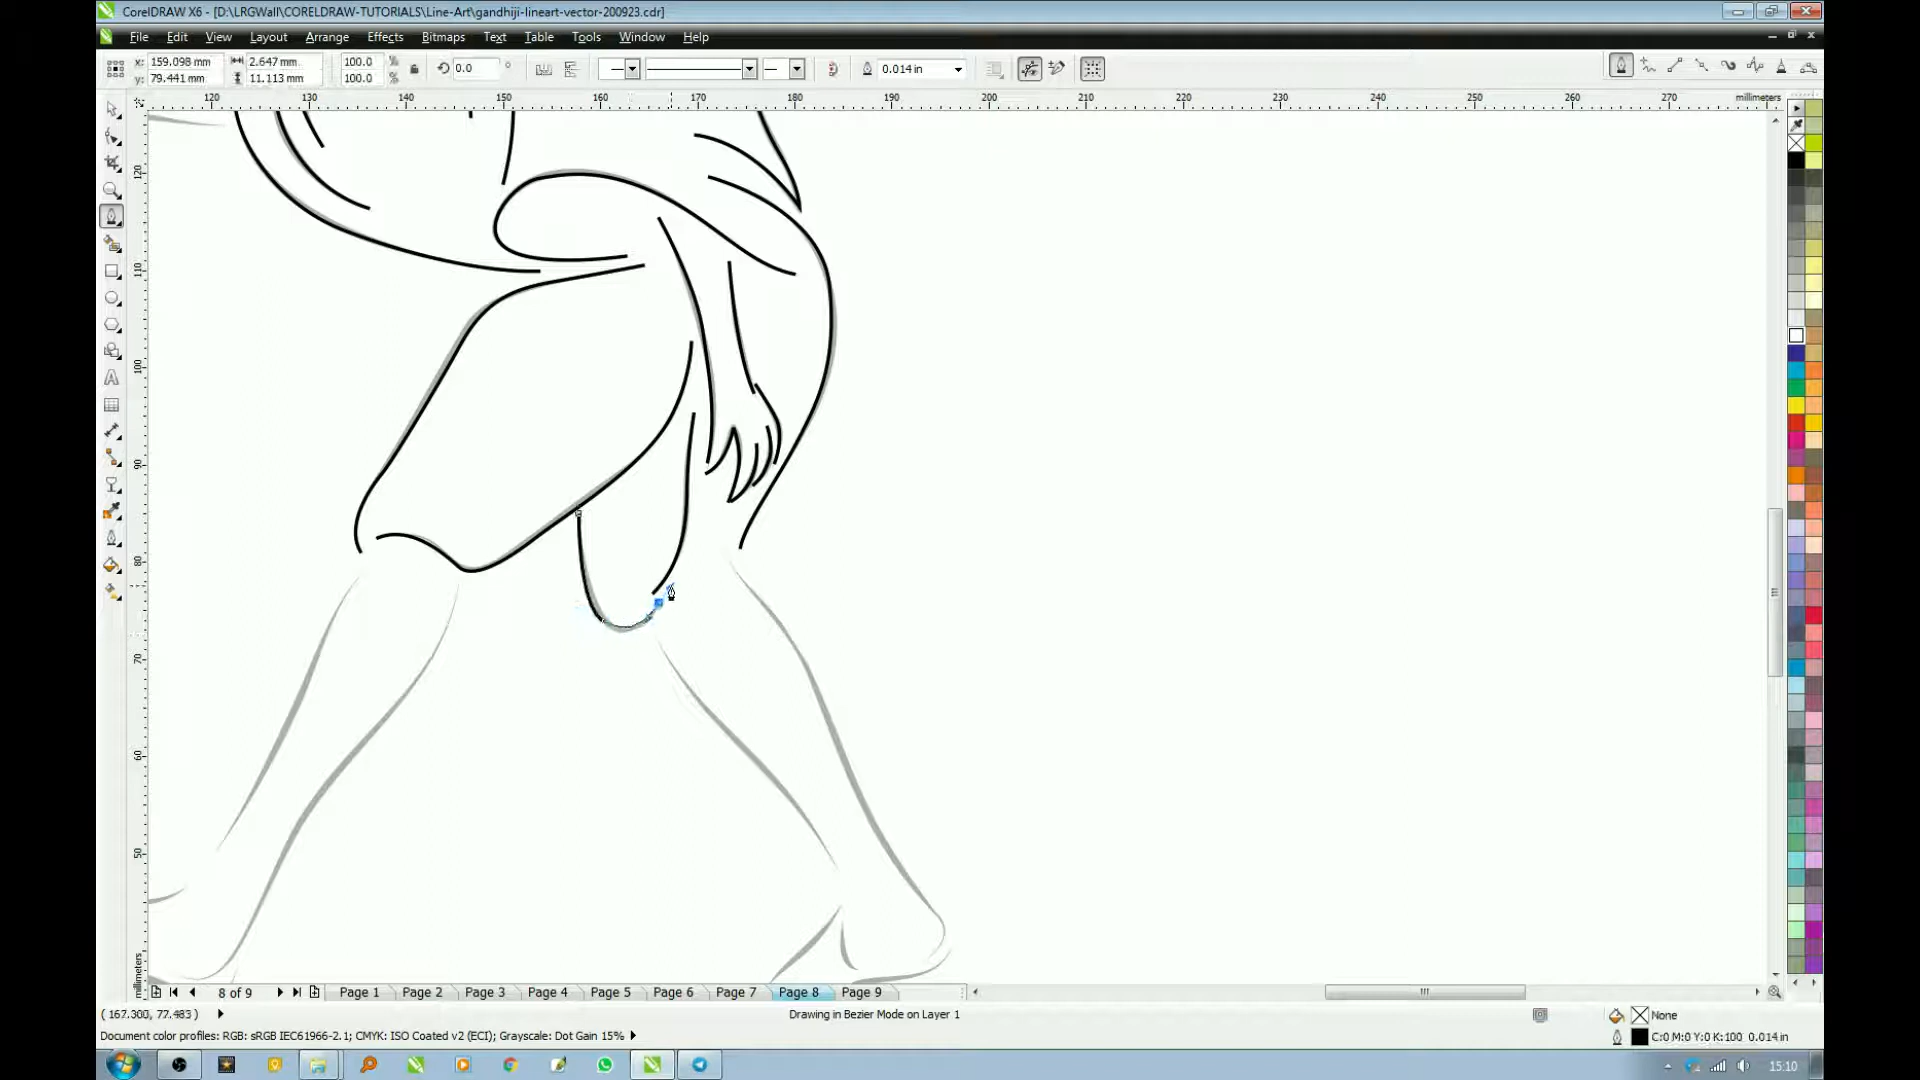 CorelDRAW X6 - [D:\LRGWall\CORELDRAW-TUTORIALS\Line-Art\gandhiji-lineart-vector-200923.cdr]
File Edit View Layout Arrange Effects Bitmaps Text Table Tools Window Help
x: 159.098 mm 2.647 mm 100.0 % 0.0 ° 0.014 in
y: 79.441 mm 11.113 mm 100.0 %
120 130 140 150 160 170 180 190 200 210 220 230 240 250 260 270 millimeters
120
110
100
90
80
70
60
50
millimeters
8 of 9 Page 1 Page 2 Page 3 Page 4 Page 5 Page 6 Page 7 Page 8 Page 9
( 167.300, 77.483 ) Drawing in Bezier Mode on Layer 1 None
Document color profiles: RGB: sRGB IEC61966-2.1; CMYK: ISO Coated v2 (ECI); Grayscale: Dot Gain 15% C:0 M:0 Y:0 K:100 0.014 in
15:10